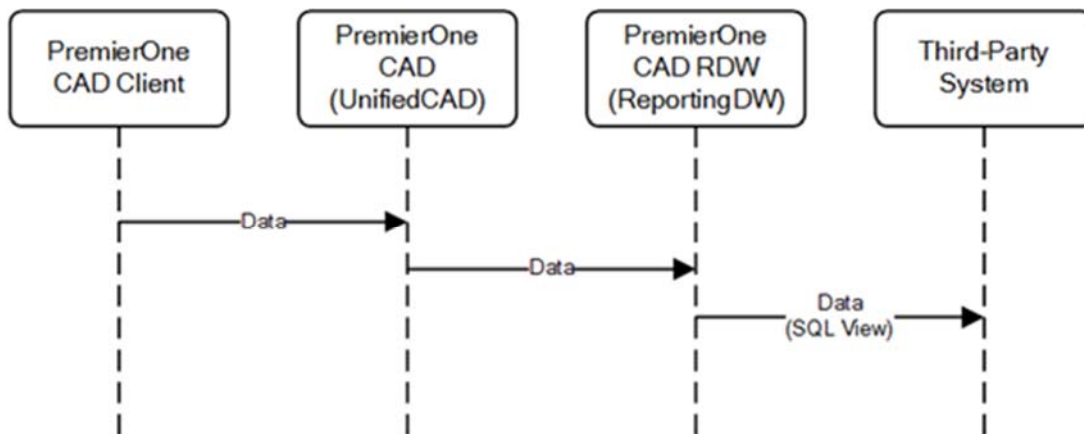 PremierOne
CAD Client
PremierOne
CAD
(UnifiedCAD)
PremierOne
CAD RDW
(ReportingDW)
Third-Party
System
Data
Data
Data
(SQL View)